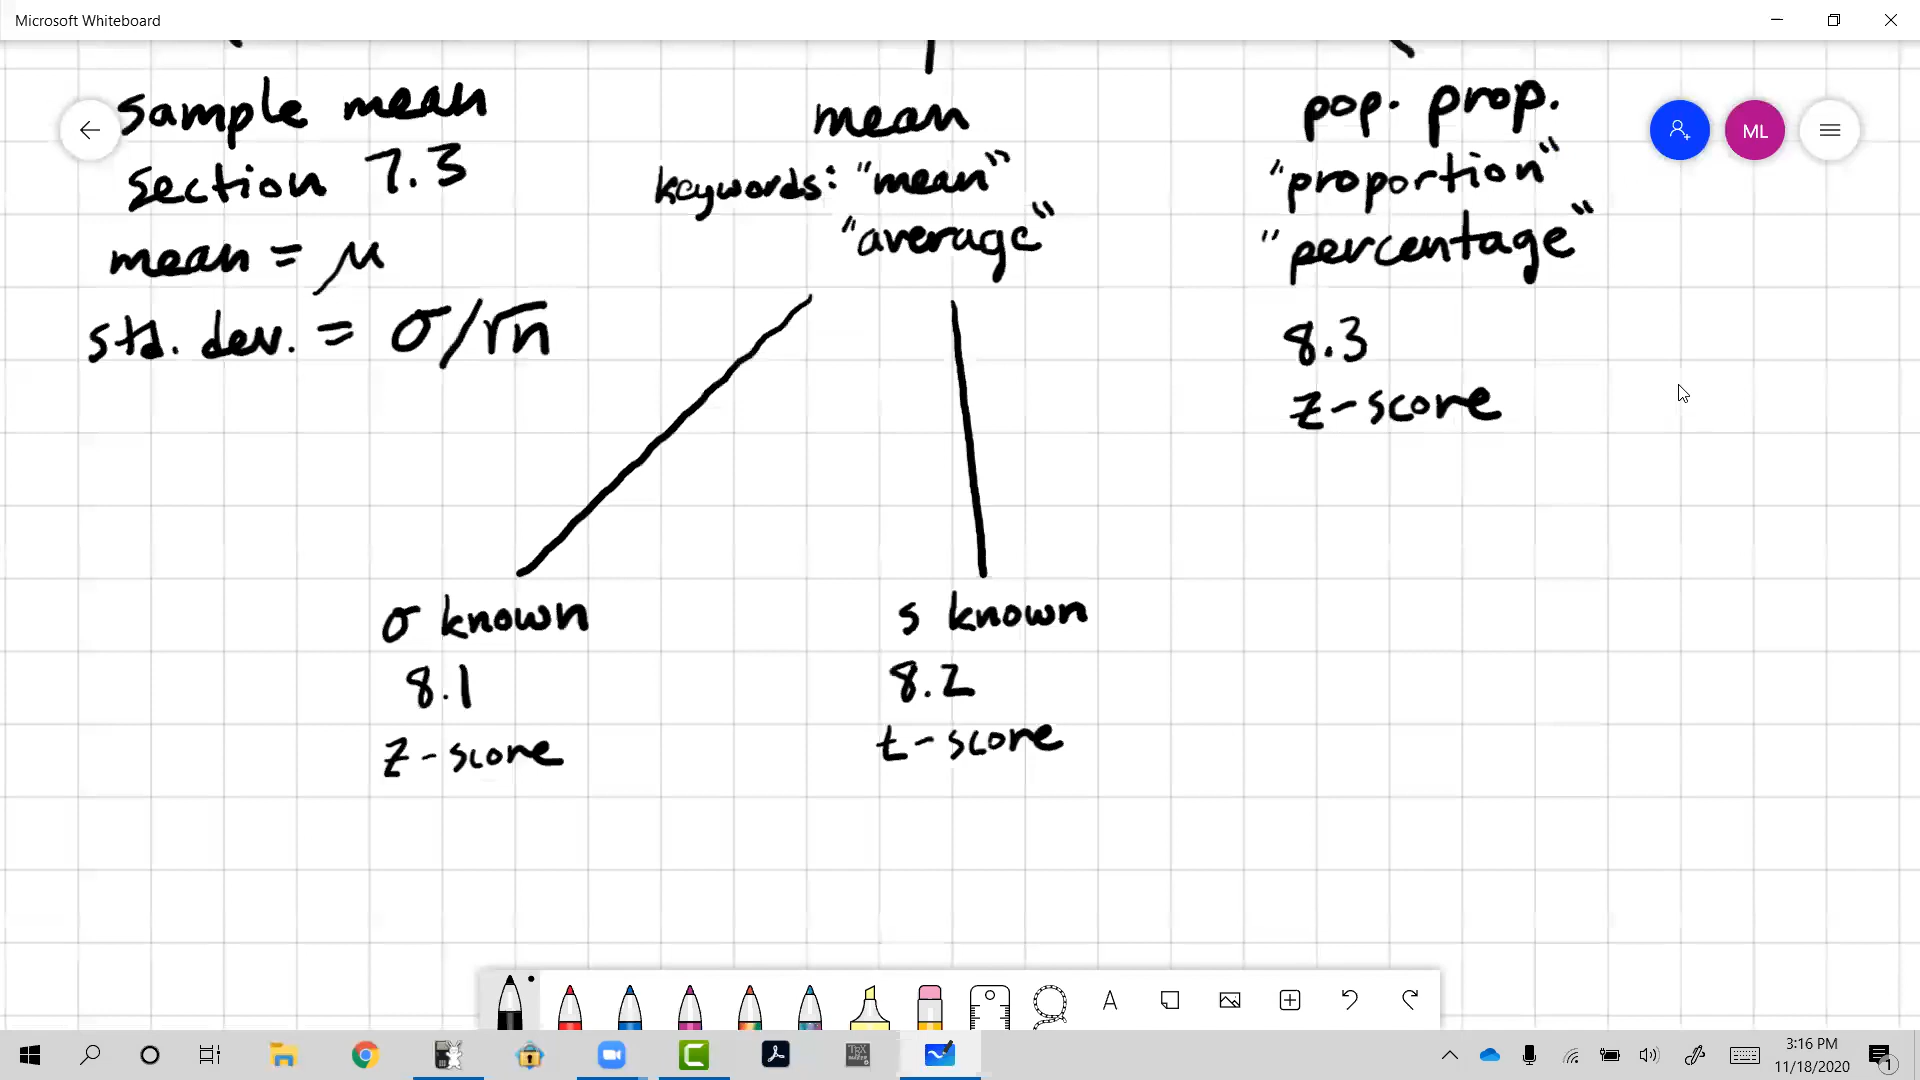 Microsoft Whiteboard
sample mean
section 7.3
mean = μ
std. dev. = σ/√n
mean
keywords: "mean"
"average"
σ known
8.1
z-score
s known
8.2
t-score
pop. prop.
"proportion"
"percentage"
8.3
z-score
ML
A
3:16 PM
11/18/2020
1